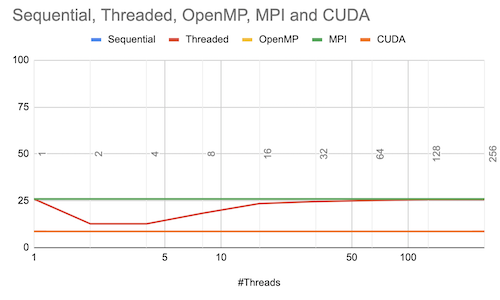 Sequential, Threaded, OpenMP, MPI and CUDA
Sequential Threaded OpenMP MPI CUDA
100
75
50
25
0
1 2 4 8 16 32 64 128 256
1 5 10 50 100
#Threads